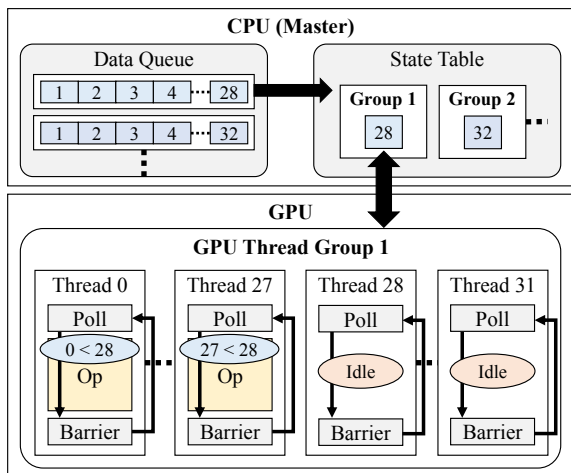 CPU (Master)
Data Queue
State Table
1 2 3 4 28
1 2 3 4 32
Group 1
Group 2
28
32
GPU
GPU Thread Group 1
Thread 0
Thread 27
Thread 28
Thread 31
Poll
Poll
Poll
Poll
0 < 28
27 < 28
Idle
Idle
Op
Op
Barrier
Barrier
Barrier
Barrier